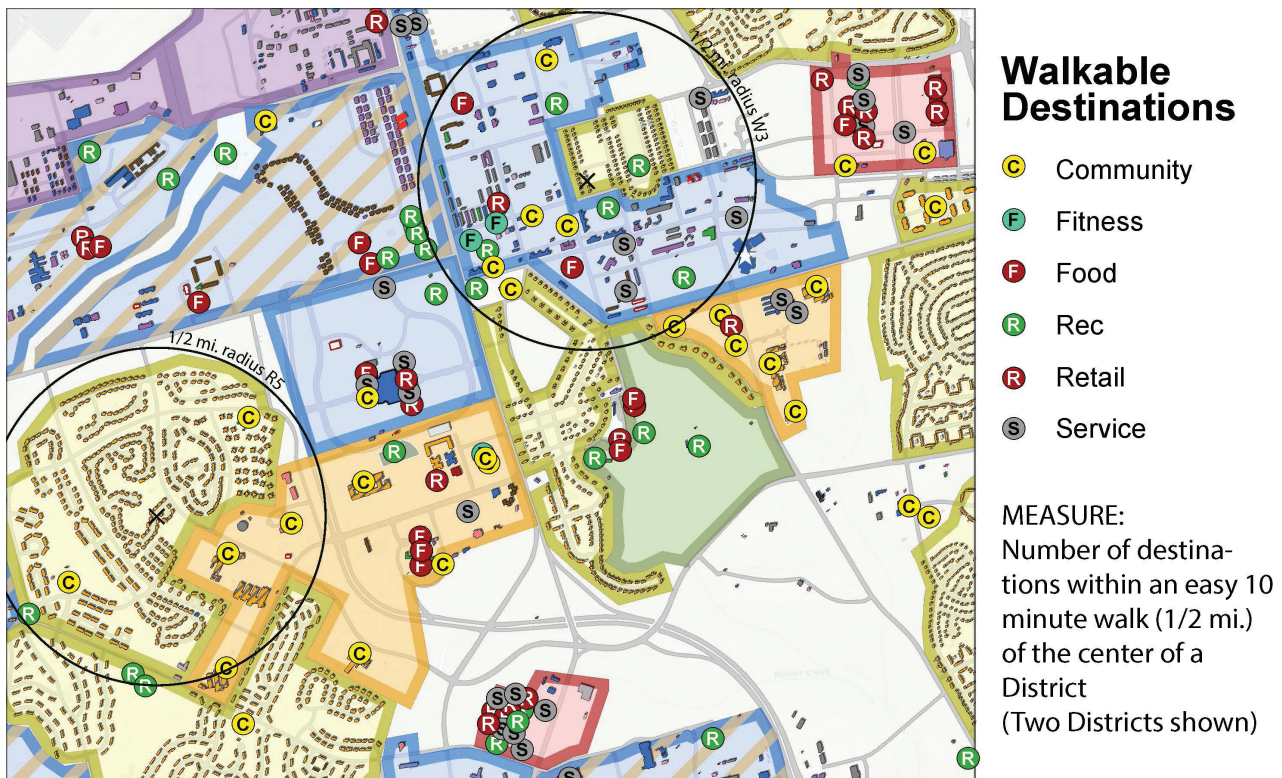 Walkable
Destinations
C Community
F Fitness
F Food
R Rec
R Retail
S Service
MEASURE:
Number of destina-
tions within an easy 10
minute walk (1/2 mi.)
of the center of a
District
(Two Districts shown)
1/2 mi. radius W3
1/2 mi. radius R5